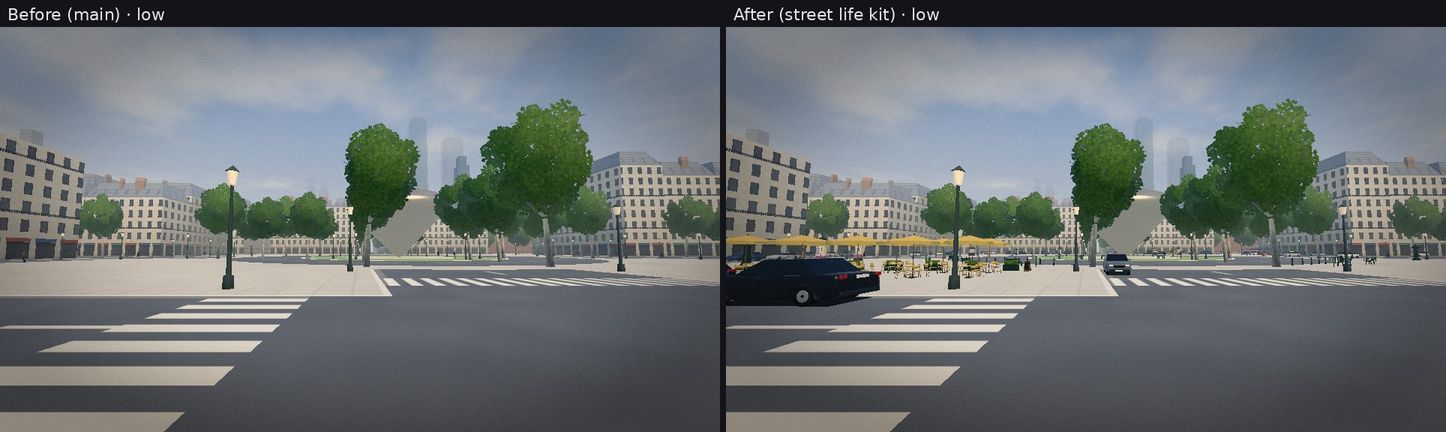 Before (main) · low
After (street life kit) · low